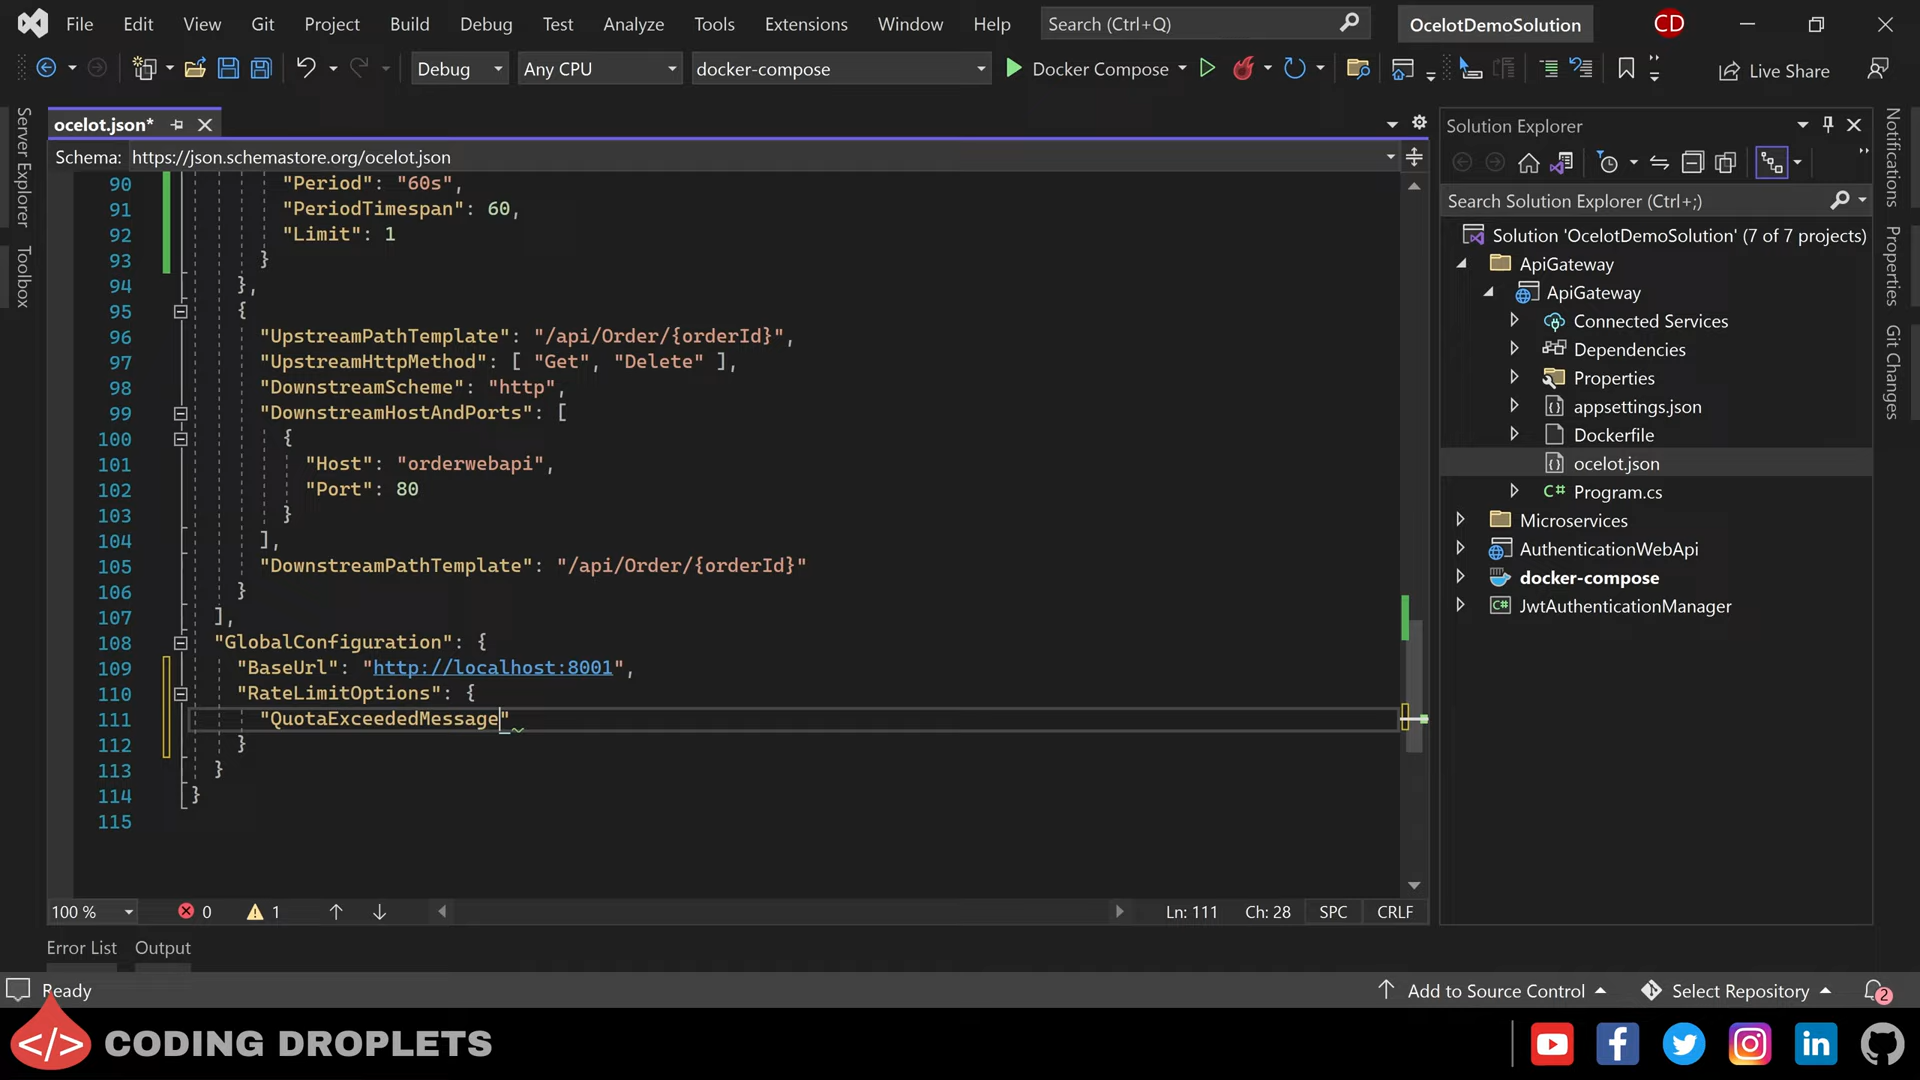 File Edit View Git Project Build Debug Test Analyze Tools Extensions Window Help Search (Ctrl+Q) OcelotDemoSolution CD
Debug Any CPU docker-compose Docker Compose Live Share
ocelot.json*
Schema: https://json.schemastore.org/ocelot.json
90 "Period": "60s",
91 "PeriodTimespan": 60,
92 "Limit": 1
93 }
94 },
95 {
96 "UpstreamPathTemplate": "/api/Order/{orderId}",
97 "UpstreamHttpMethod": [ "Get", "Delete" ],
98 "DownstreamScheme": "http",
99 "DownstreamHostAndPorts": [
100 {
101 "Host": "orderwebapi",
102 "Port": 80
103 }
104 ],
105 "DownstreamPathTemplate": "/api/Order/{orderId}"
106 }
107 ],
108 "GlobalConfiguration": {
109 "BaseUrl": "http://localhost:8001",
110 "RateLimitOptions": {
111 "QuotaExceededMessage"
112 }
113 }
114 }
115
100 % 0 1 Ln: 111 Ch: 28 SPC CRLF
Error List Output
Ready Add to Source Control Select Repository 2
Server Explorer
Toolbox
Solution Explorer
Search Solution Explorer (Ctrl+;)
Solution 'OcelotDemoSolution' (7 of 7 projects)
ApiGateway
ApiGateway
Connected Services
Dependencies
Properties
appsettings.json
Dockerfile
ocelot.json
C# Program.cs
Microservices
AuthenticationWebApi
docker-compose
C# JwtAuthenticationManager
Notifications
Properties
Git Changes
</> CODING DROPLETS